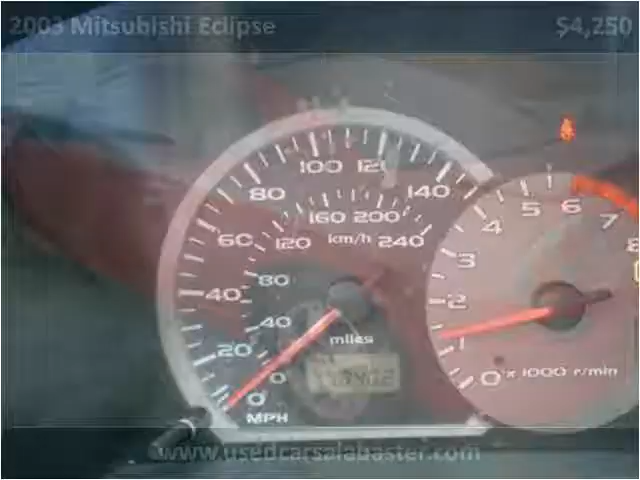 2003 Mitsubishi Eclipse $4,250
100 120
80 140
160 200
60 120 km/h 240
80
40
40
20
miles
0
0
MPH
5 6 7
4 8
3
2
1
0 x 1000 r/min
www.usedcarsalabaster.com